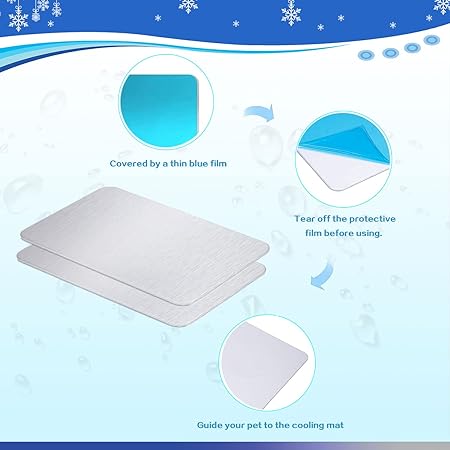 Covered by a thin blue film
Tear off the protective
film before using.
Guide your pet to the cooling mat